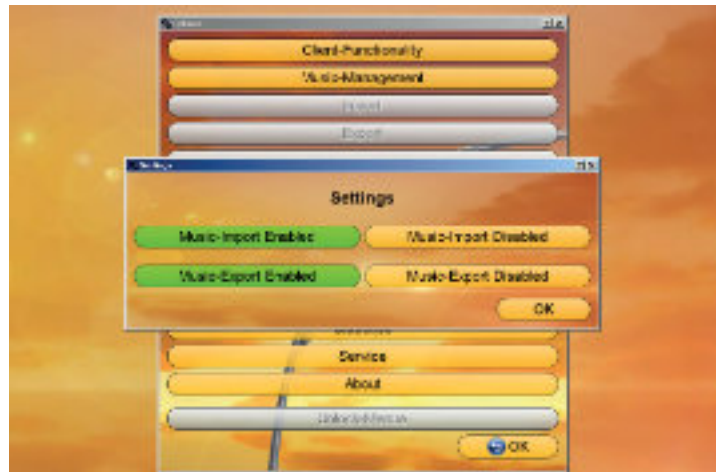 Client-Functionality
Music-Management
Import
Export
Settings
Settings
Music-Import Enabled
Music-Import Disabled
Music-Export Enabled
Music-Export Disabled
OK
Service
About
OK